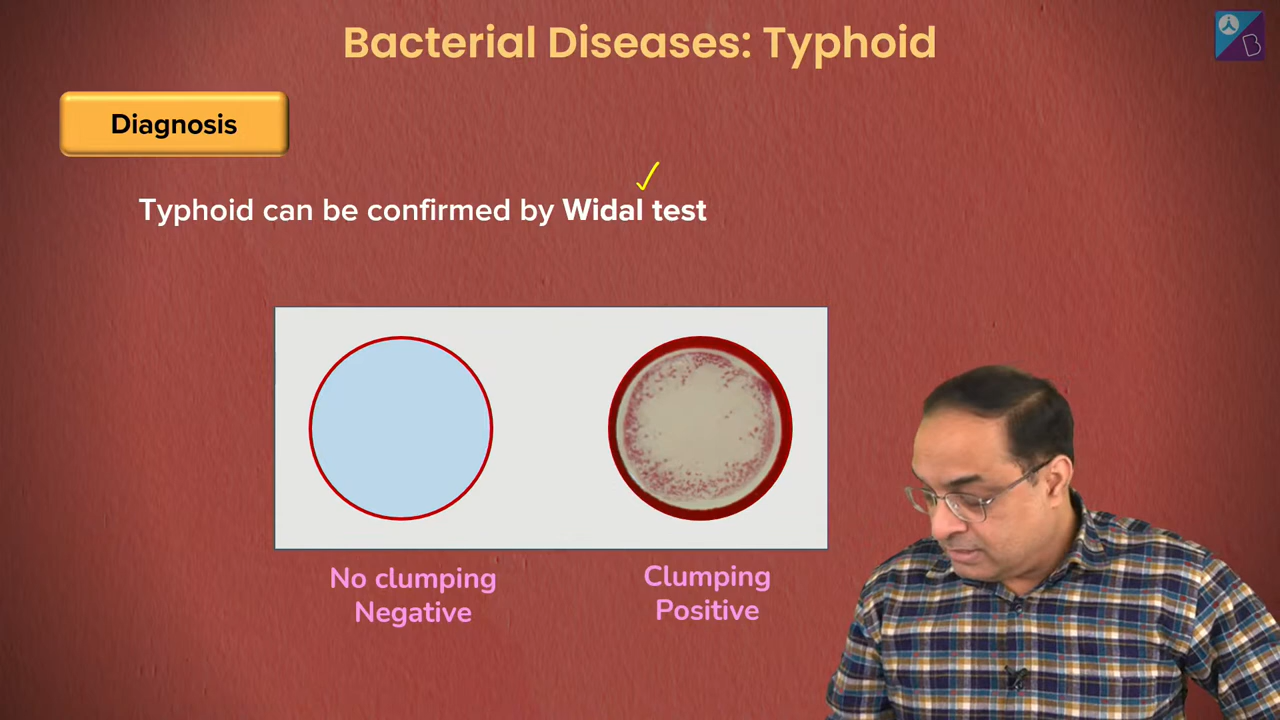 Bacterial Diseases: Typhoid
Diagnosis
Typhoid can be confirmed by Widal test
No clumping
Negative
Clumping
Positive
B